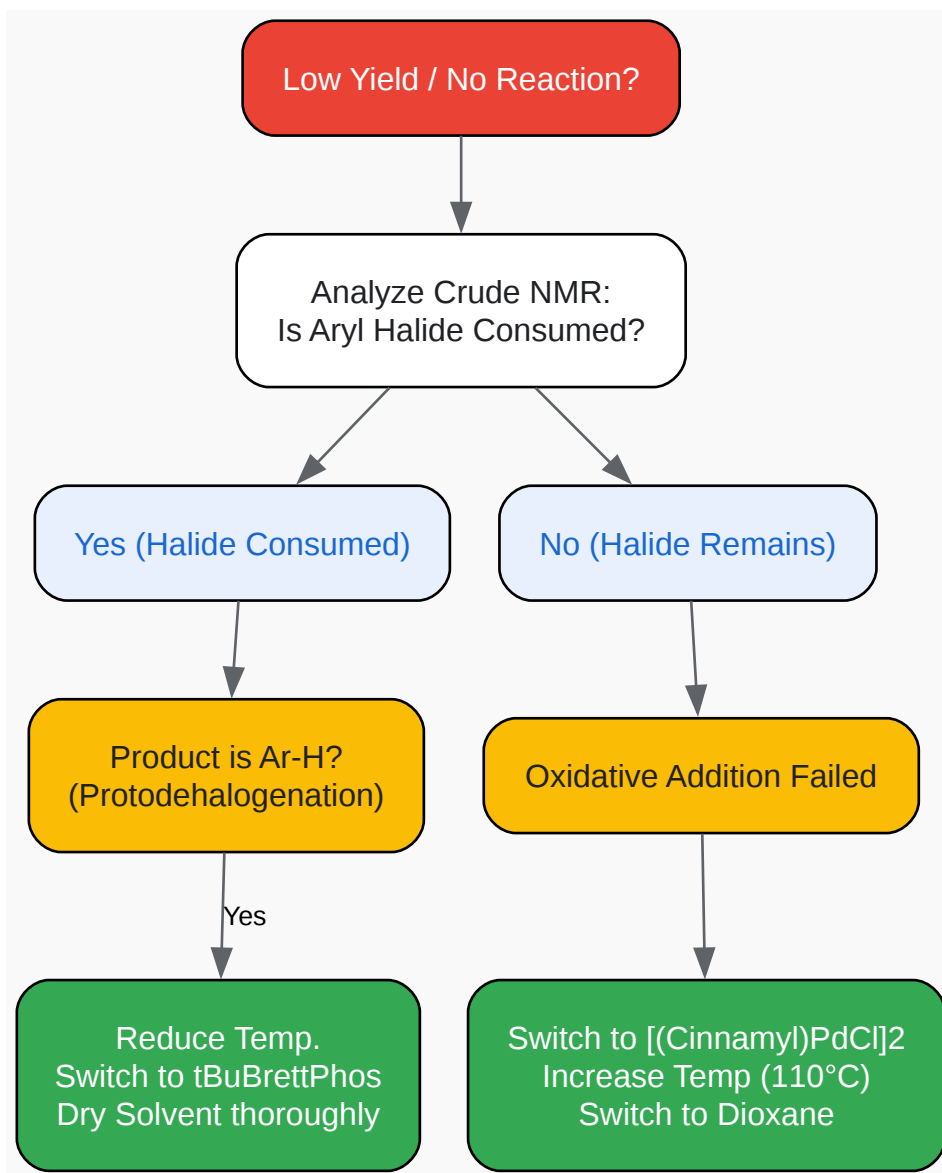 Low Yield / No Reaction?
Analyze Crude NMR:
Is Aryl Halide Consumed?
Yes (Halide Consumed)
No (Halide Remains)
Product is Ar-H?
(Protodehalogenation)
Oxidative Addition Failed
Yes
Reduce Temp.
Switch to tBuBrettPhos
Dry Solvent thoroughly
Switch to [(Cinnamyl)PdCl]2
Increase Temp (110°C)
Switch to Dioxane